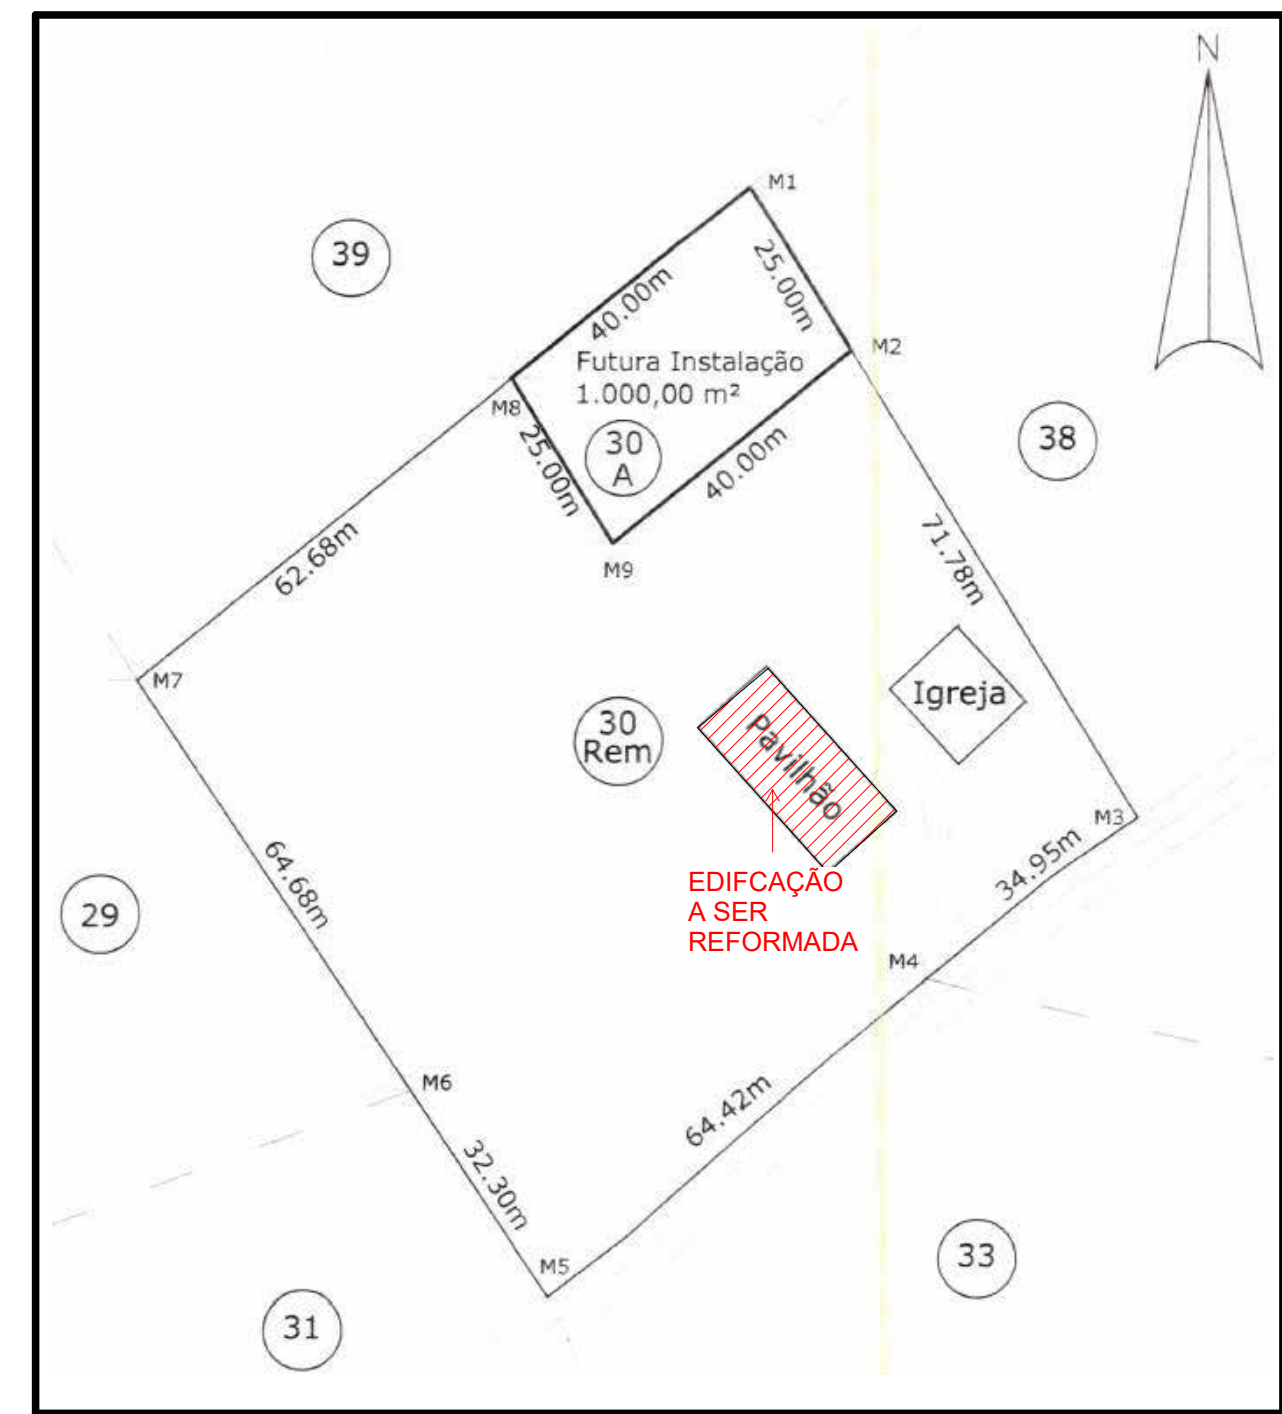 N
M1
39
25.00m
40.00m
M2
Futura Instalação
1.000,00 m²
M8
30
A
25.00m
40.00m
38
62.68m
M9
71.78m
M7
Igreja
30
Rem
Pavilhão
M3
34.95m
64.68m
EDIFCAÇÃO
A SER
REFORMADA
29
M4
M6
64.42m
32.30m
M5
33
31